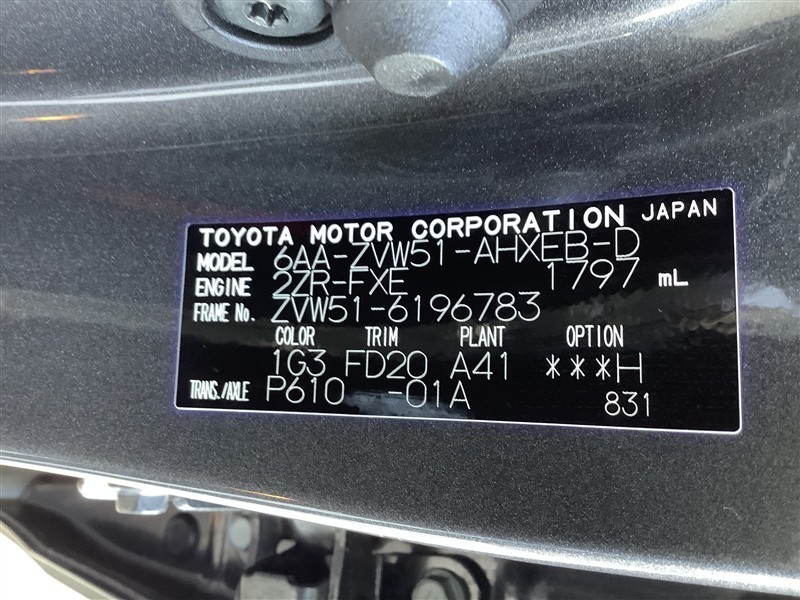 TOYOTA MOTOR CORPORATION JAPAN
MODEL 6AA-ZVW51-AHXEB-D
ENGINE 2ZR-FXE 1797 mL
FRAME No. ZVW51-6196783
COLOR TRIM PLANT OPTION
1G3 FD20 A41 ***H
TRANS./AXLE P610 -01A 831